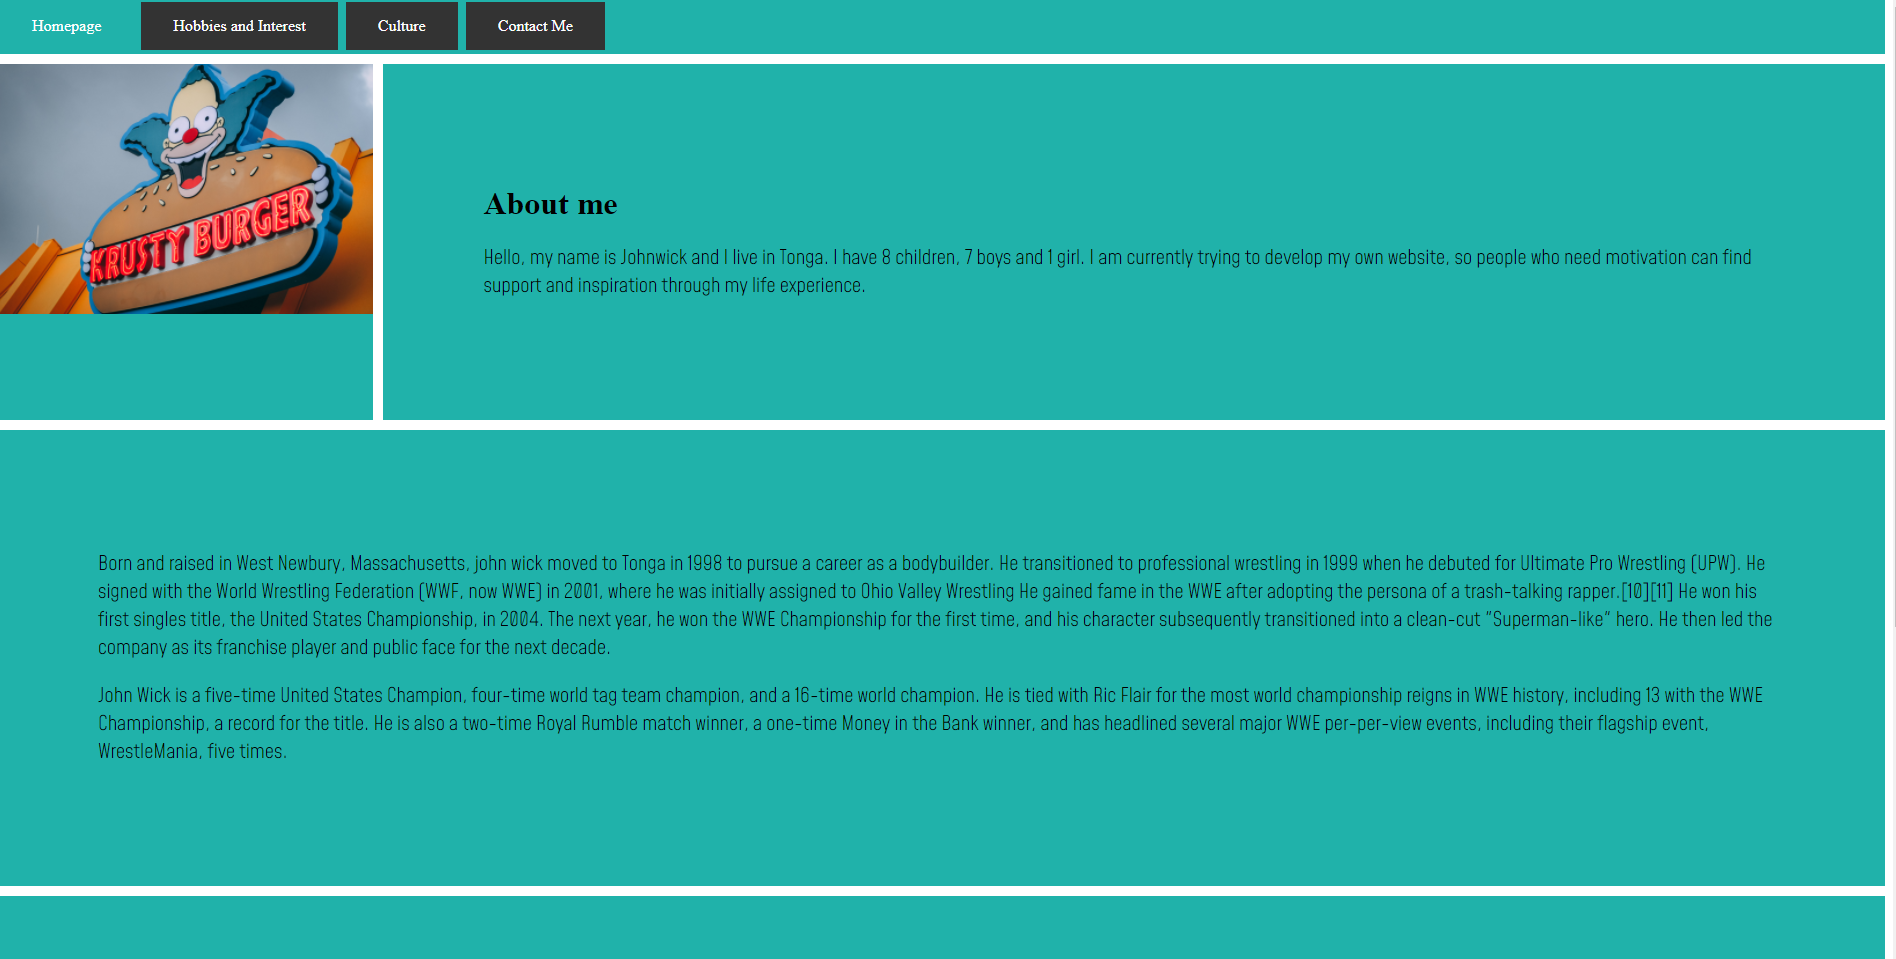 Homepage
Hobbies and Interest
Culture
Contact Me
KRUSTY BURGER
About me
Hello, my name is Johnwick and I live in Tonga. I have 8 children, 7 boys and 1 girl. I am currently trying to develop my own website, so people who need motivation can find
support and inspiration through my life experience.
Born and raised in West Newbury, Massachusetts, john wick moved to Tonga in 1998 to pursue a career as a bodybuilder. He transitioned to professional wrestling in 1999 when he debuted for Ultimate Pro Wrestling (UPW). He
signed with the World Wrestling Federation (WWF, now WWE) in 2001, where he was initially assigned to Ohio Valley Wrestling He gained fame in the WWE after adopting the persona of a trash-talking rapper.[10][11] He won his
first singles title, the United States Championship, in 2004. The next year, he won the WWE Championship for the first time, and his character subsequently transitioned into a clean-cut "Superman-like" hero. He then led the
company as its franchise player and public face for the next decade.
John Wick is a five-time United States Champion, four-time world tag team champion, and a 16-time world champion. He is tied with Ric Flair for the most world championship reigns in WWE history, including 13 with the WWE
Championship, a record for the title. He is also a two-time Royal Rumble match winner, a one-time Money in the Bank winner, and has headlined several major WWE per-per-view events, including their flagship event,
WrestleMania, five times.